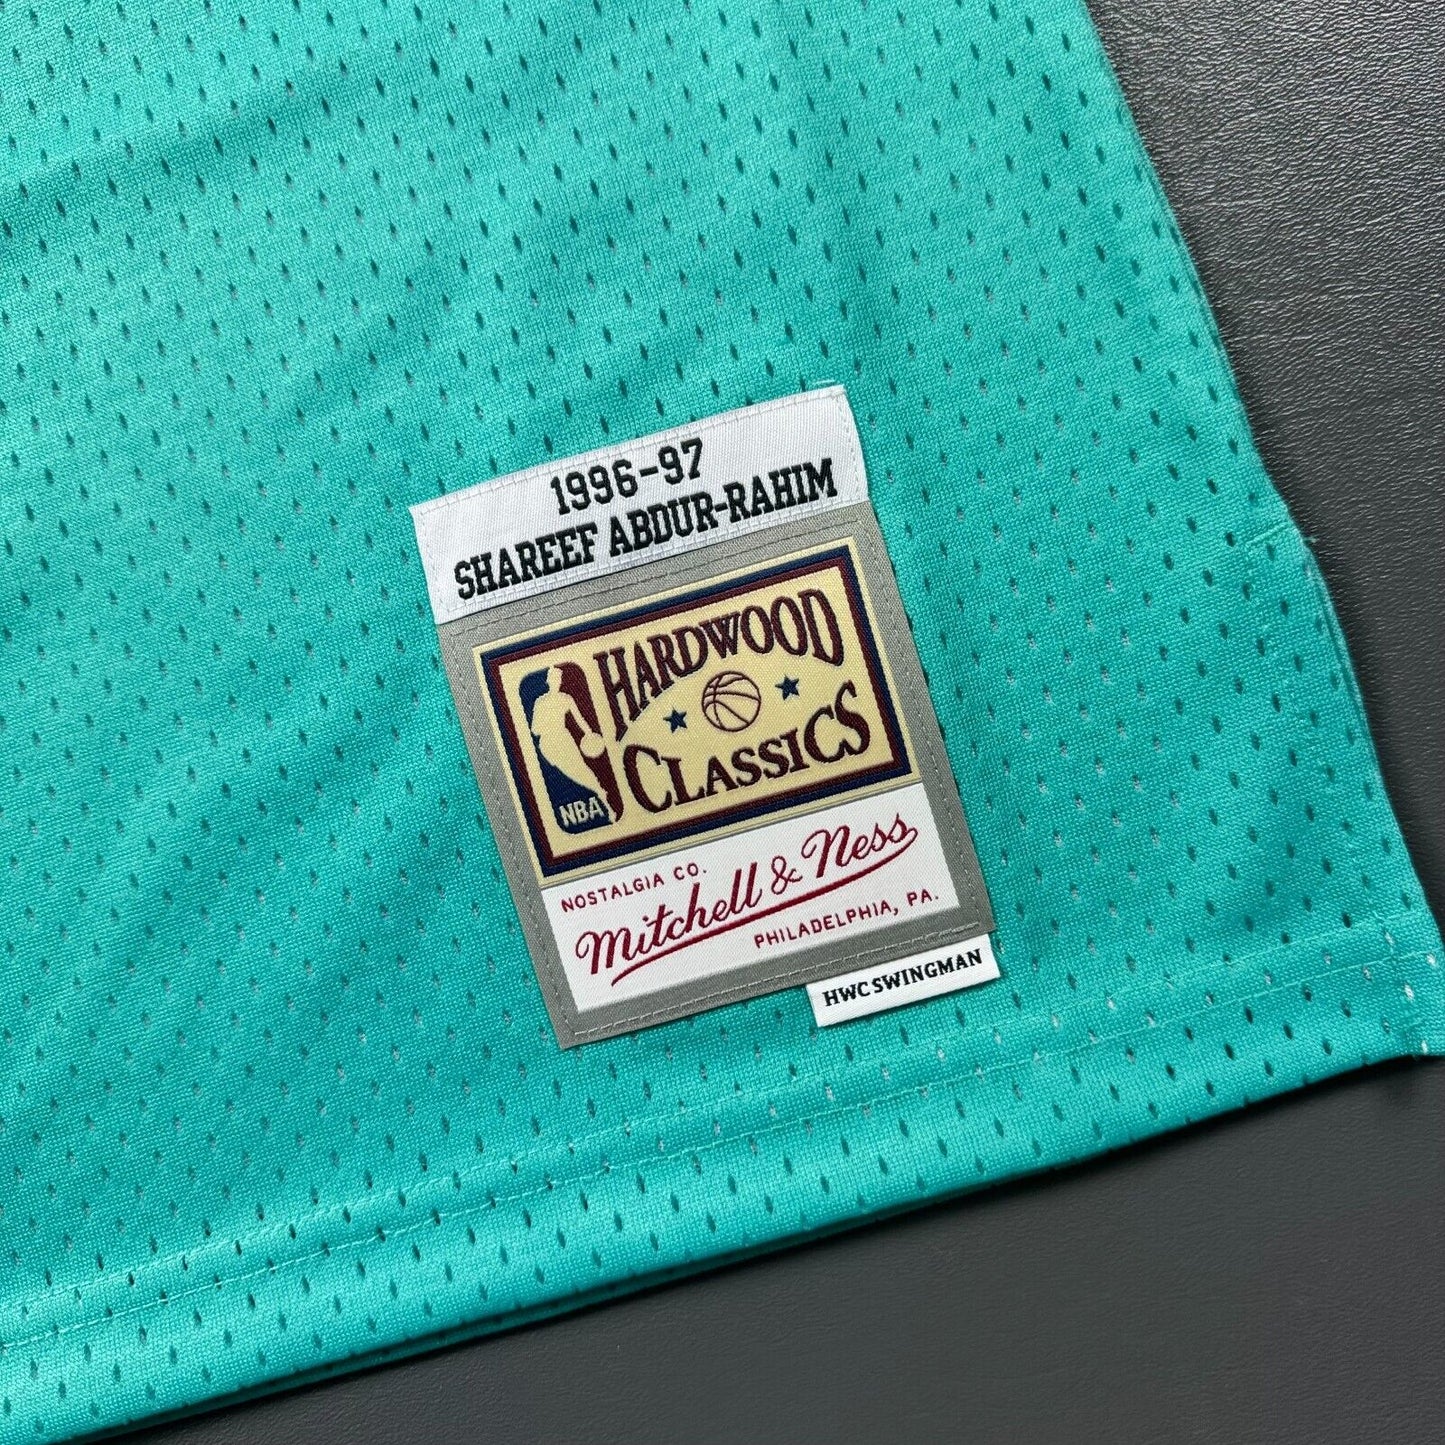 1996-97
SHAREEF ABDUR-RAHIM
HARDWOOD
CLASSICS
NBA
NOSTALGIA CO.
Mitchell & Ness
PHILADELPHIA, PA.
HWC SWINGMAN